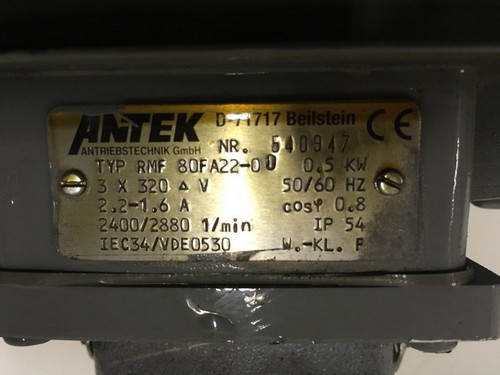 ANTEK D-71717 Beilstein CE
ANTRIEBSTECHNIK GmbH NR. 540947
TYP RMF 80FA22-00 0.5 KW
3 X 320 ▵ V 50/60 HZ
2.2-1.6 A cosφ 0.8
2400/2880 1/min IP 54
IEC34/VDE0530 W.-KL. F